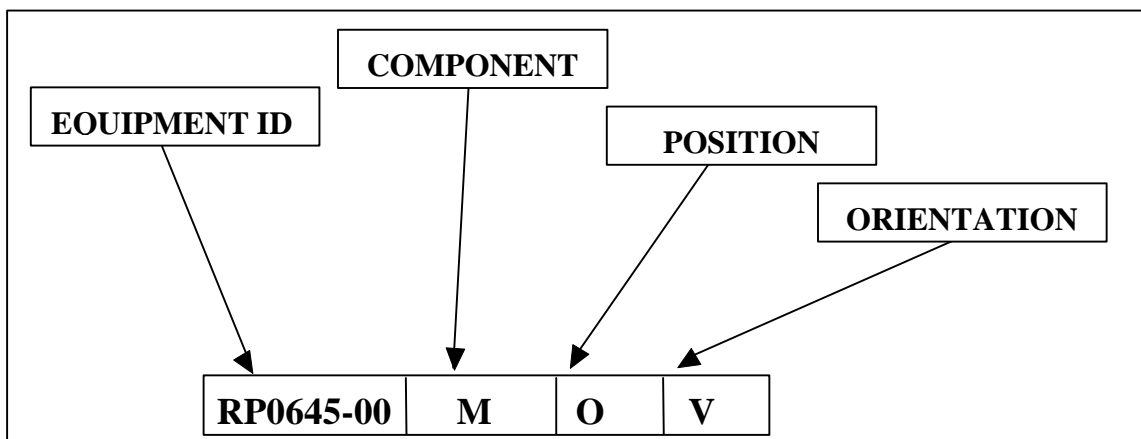 COMPONENT
EOUIPMENT ID
POSITION
ORIENTATION
RP0645-00 M O V